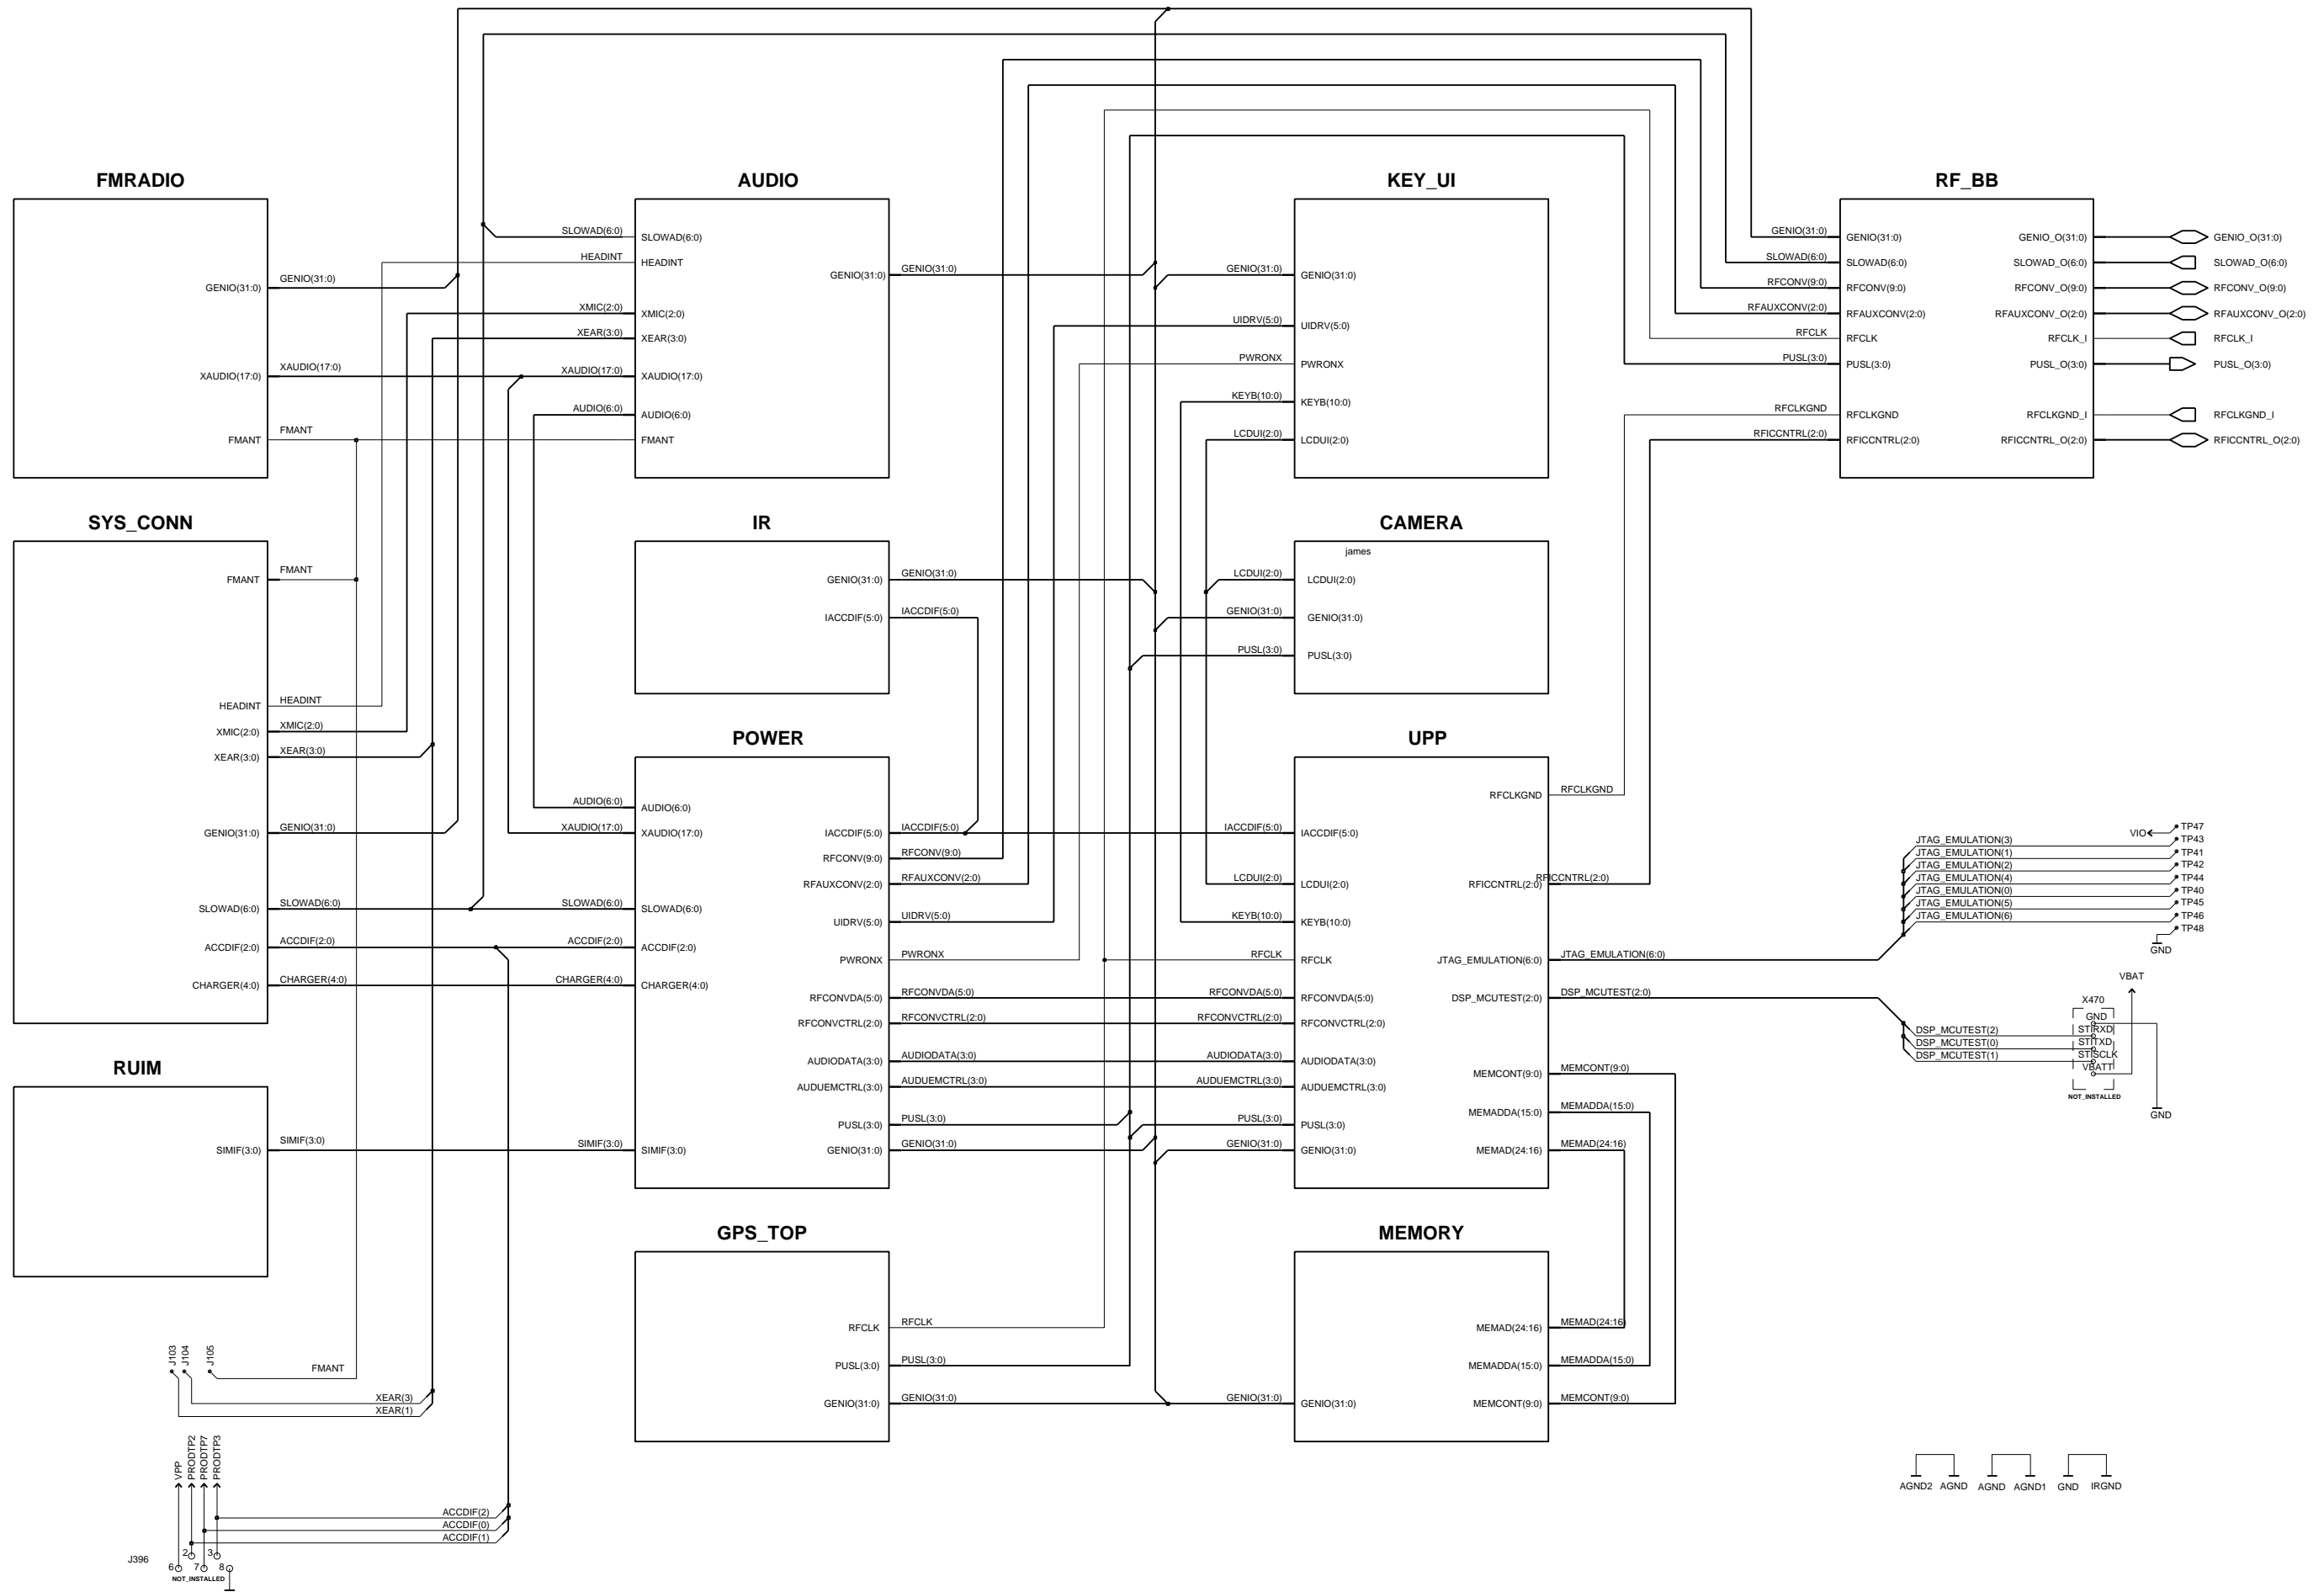 FMRADIO
GENIO(31:0)
GENIO(31:0)
XAUDIO(17:0)
XAUDIO(17:0)
FMANT
FMANT
AUDIO
SLOWAD(6:0)
SLOWAD(6:0)
HEADINT
HEADINT
GENIO(31:0)
GENIO(31:0)
XMIC(2:0)
XMIC(2:0)
XEAR(3:0)
XEAR(3:0)
XAUDIO(17:0)
XAUDIO(17:0)
AUDIO(6:0)
AUDIO(6:0)
FMANT
KEY_UI
GENIO(31:0)
GENIO(31:0)
UIDRV(5:0)
UIDRV(5:0)
PWRONX
PWRONX
KEYB(10:0)
KEYB(10:0)
LCDUI(2:0)
LCDUI(2:0)
RF_BB
GENIO(31:0)
GENIO(31:0)
GENIO_O(31:0)
GENIO_O(31:0)
SLOWAD(6:0)
SLOWAD(6:0)
SLOWAD_O(6:0)
SLOWAD_O(6:0)
RFCONV(9:0)
RFCONV(9:0)
RFCONV_O(9:0)
RFCONV_O(9:0)
RFAUXCONV(2:0)
RFAUXCONV(2:0)
RFAUXCONV_O(2:0)
RFAUXCONV_O(2:0)
RFCLK
RFCLK
RFCLK_I
RFCLK_I
PUSL(3:0)
PUSL(3:0)
PUSL_O(3:0)
PUSL_O(3:0)
RFCLKGND
RFCLKGND
RFCLKGND_I
RFCLKGND_I
RFICCNTRL(2:0)
RFICCNTRL(2:0)
RFICCNTRL_O(2:0)
RFICCNTRL_O(2:0)
SYS_CONN
FMANT
FMANT
HEADINT
HEADINT
XMIC(2:0)
XMIC(2:0)
XEAR(3:0)
XEAR(3:0)
GENIO(31:0)
GENIO(31:0)
SLOWAD(6:0)
SLOWAD(6:0)
ACCDIF(2:0)
ACCDIF(2:0)
CHARGER(4:0)
CHARGER(4:0)
IR
GENIO(31:0)
GENIO(31:0)
IACCDIF(5:0)
IACCDIF(5:0)
CAMERA
james
LCDUI(2:0)
LCDUI(2:0)
GENIO(31:0)
GENIO(31:0)
PUSL(3:0)
PUSL(3:0)
POWER
AUDIO(6:0)
AUDIO(6:0)
XAUDIO(17:0)
XAUDIO(17:0)
IACCDIF(5:0)
IACCDIF(5:0)
RFCONV(9:0)
RFCONV(9:0)
RFAUXCONV(2:0)
RFAUXCONV(2:0)
SLOWAD(6:0)
SLOWAD(6:0)
UIDRV(5:0)
UIDRV(5:0)
ACCDIF(2:0)
ACCDIF(2:0)
PWRONX
PWRONX
CHARGER(4:0)
CHARGER(4:0)
RFCONVDA(5:0)
RFCONVDA(5:0)
RFCONVCTRL(2:0)
RFCONVCTRL(2:0)
AUDIODATA(3:0)
AUDIODATA(3:0)
AUDUEMCTRL(3:0)
AUDUEMCTRL(3:0)
PUSL(3:0)
PUSL(3:0)
SIMIF(3:0)
SIMIF(3:0)
GENIO(31:0)
GENIO(31:0)
UPP
RFCLKGND
RFCLKGND
IACCDIF(5:0)
IACCDIF(5:0)
LCDUI(2:0)
LCDUI(2:0)
RFICCNTRL(2:0)
RFICCNTRL(2:0)
KEYB(10:0)
KEYB(10:0)
RFCLK
RFCLK
JTAG_EMULATION(6:0)
JTAG_EMULATION(6:0)
RFCONVDA(5:0)
RFCONVDA(5:0)
DSP_MCUTEST(2:0)
DSP_MCUTEST(2:0)
RFCONVCTRL(2:0)
RFCONVCTRL(2:0)
AUDIODATA(3:0)
AUDIODATA(3:0)
MEMCONT(9:0)
MEMCONT(9:0)
AUDUEMCTRL(3:0)
AUDUEMCTRL(3:0)
MEMADDA(15:0)
MEMADDA(15:0)
PUSL(3:0)
PUSL(3:0)
GENIO(31:0)
GENIO(31:0)
MEMAD(24:16)
MEMAD(24:16)
VIO
TP47
JTAG_EMULATION(3)
TP43
JTAG_EMULATION(1)
TP41
JTAG_EMULATION(2)
TP42
JTAG_EMULATION(4)
TP44
JTAG_EMULATION(0)
TP40
JTAG_EMULATION(5)
TP45
JTAG_EMULATION(6)
TP46
TP48
GND
VBAT
X470
GND
DSP_MCUTEST(2)
STIRXD
DSP_MCUTEST(0)
STITXD
DSP_MCUTEST(1)
STISCLK
VBATT
NOT_INSTALLED
GND
RUIM
SIMIF(3:0)
SIMIF(3:0)
GPS_TOP
RFCLK
RFCLK
PUSL(3:0)
PUSL(3:0)
GENIO(31:0)
GENIO(31:0)
MEMORY
MEMAD(24:16)
MEMAD(24:16)
MEMADDA(15:0)
MEMADDA(15:0)
GENIO(31:0)
GENIO(31:0)
MEMCONT(9:0)
MEMCONT(9:0)
J103
J104
J105
FMANT
XEAR(3)
XEAR(1)
VPP
PRODTP2
PRODTP7
PRODTP3
ACCDIF(2)
ACCDIF(0)
ACCDIF(1)
J396
2
3
6
7
8
NOT_INSTALLED
AGND2
AGND
AGND
AGND1
GND
IRGND